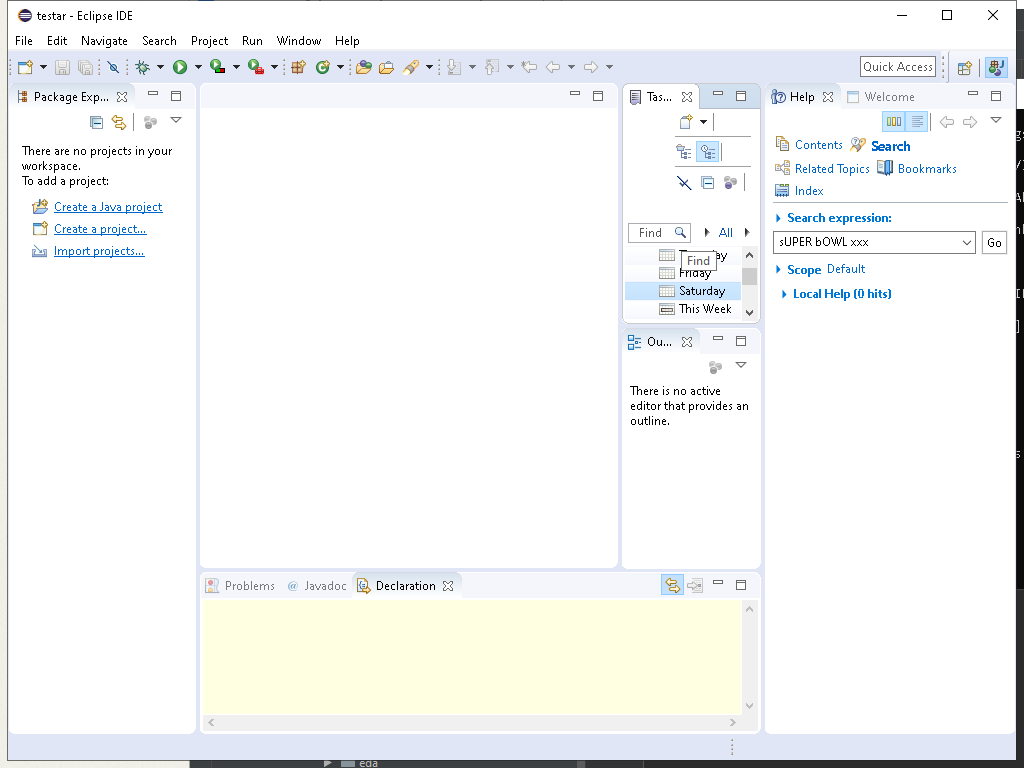 testar - Eclipse IDE
File Edit Navigate Search Project Run Window Help
Quick Access
Package Exp...
There are no projects in your
workspace.
To add a project:
Create a Java project
Create a project...
Import projects...
Tas...
Find
All
Find
Friday
Saturday
This Week
Ou...
There is no active
editor that provides an
outline.
Help Welcome
Contents Search
Related Topics Bookmarks
Index
Search expression:
sUPER bOWL xxx Go
Scope Default
Local Help (0 hits)
Problems @ Javadoc Declaration
eda